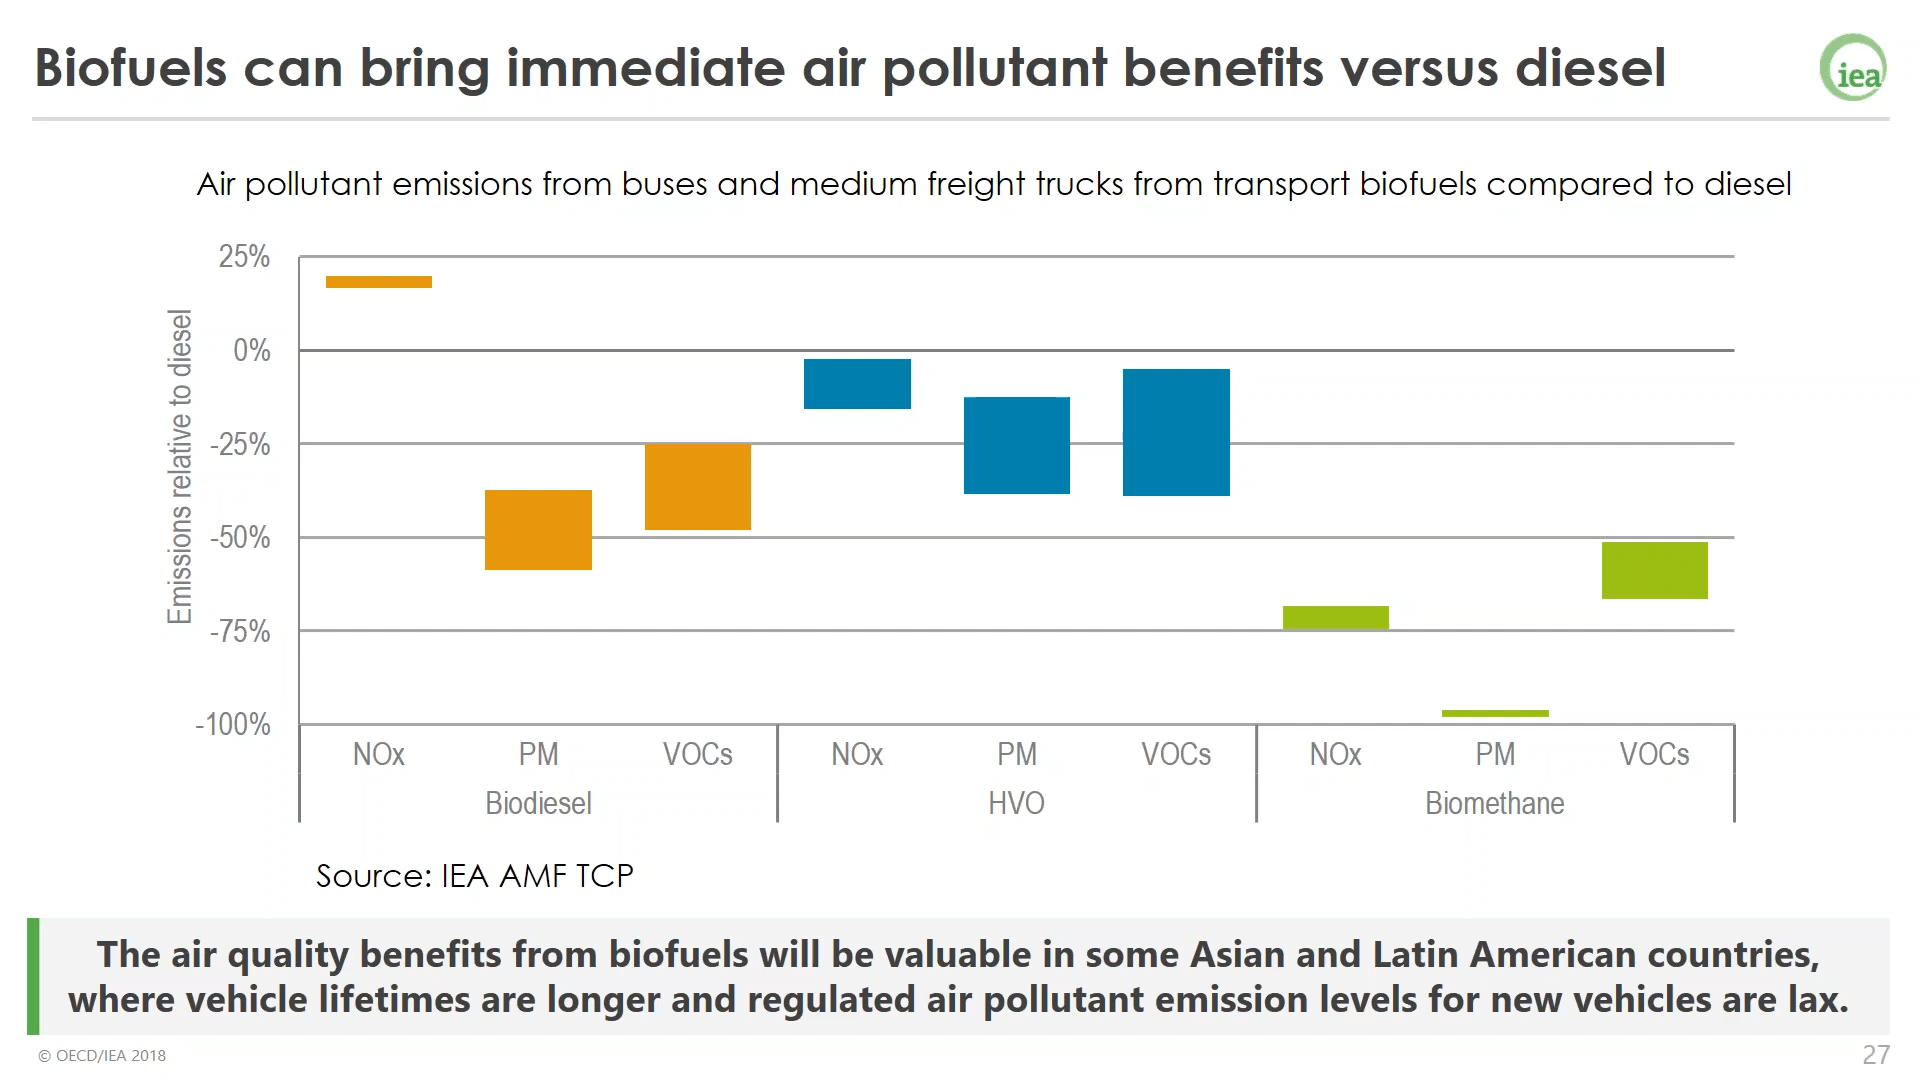 Biofuels can bring immediate air pollutant benefits versus diesel
iea
Air pollutant emissions from buses and medium freight trucks from transport biofuels compared to diesel
Emissions relative to diesel
25%
0%
-25%
-50%
-75%
-100%
NOx PM VOCs NOx PM VOCs NOx PM VOCs
Biodiesel HVO Biomethane
Source: IEA AMF TCP
The air quality benefits from biofuels will be valuable in some Asian and Latin American countries,
where vehicle lifetimes are longer and regulated air pollutant emission levels for new vehicles are lax.
© OECD/IEA 2018
27